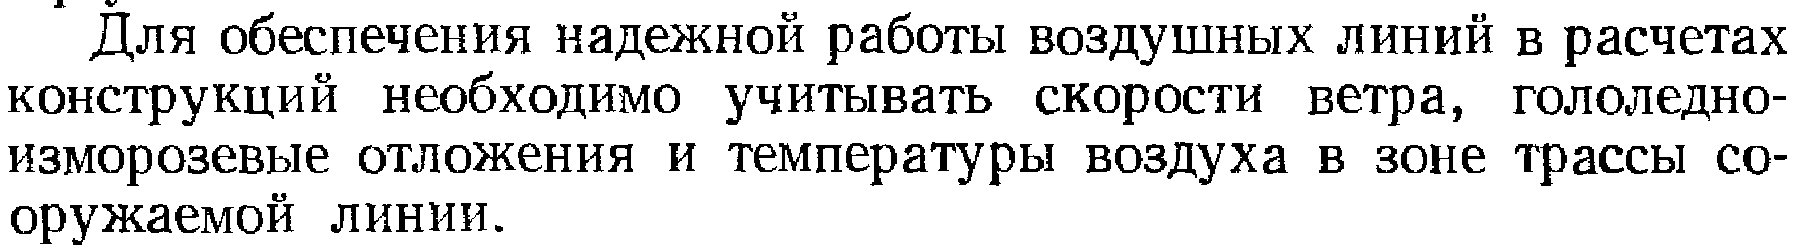 Для обеспечения надежной работы воздушных линий в расчетах
конструкций необходимо учитывать скорости ветра, гололедно-
изморозевые отложения и температуры воздуха в зоне трассы со-
оружаемой линии.